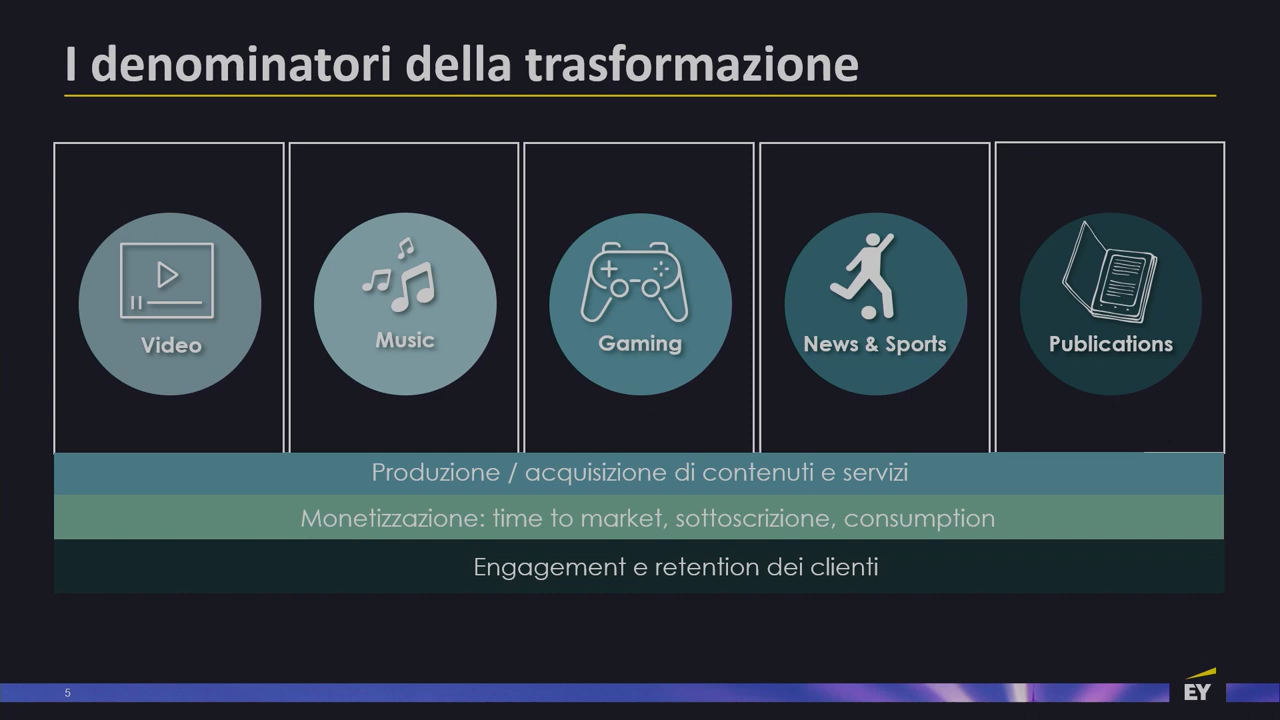 I denominatori della trasformazione
Video
Music
Gaming
News & Sports
Publications
Produzione / acquisizione di contenuti e servizi
Monetizzazione: time to market, sottoscrizione, consumption
Engagement e retention dei clienti
5
EY